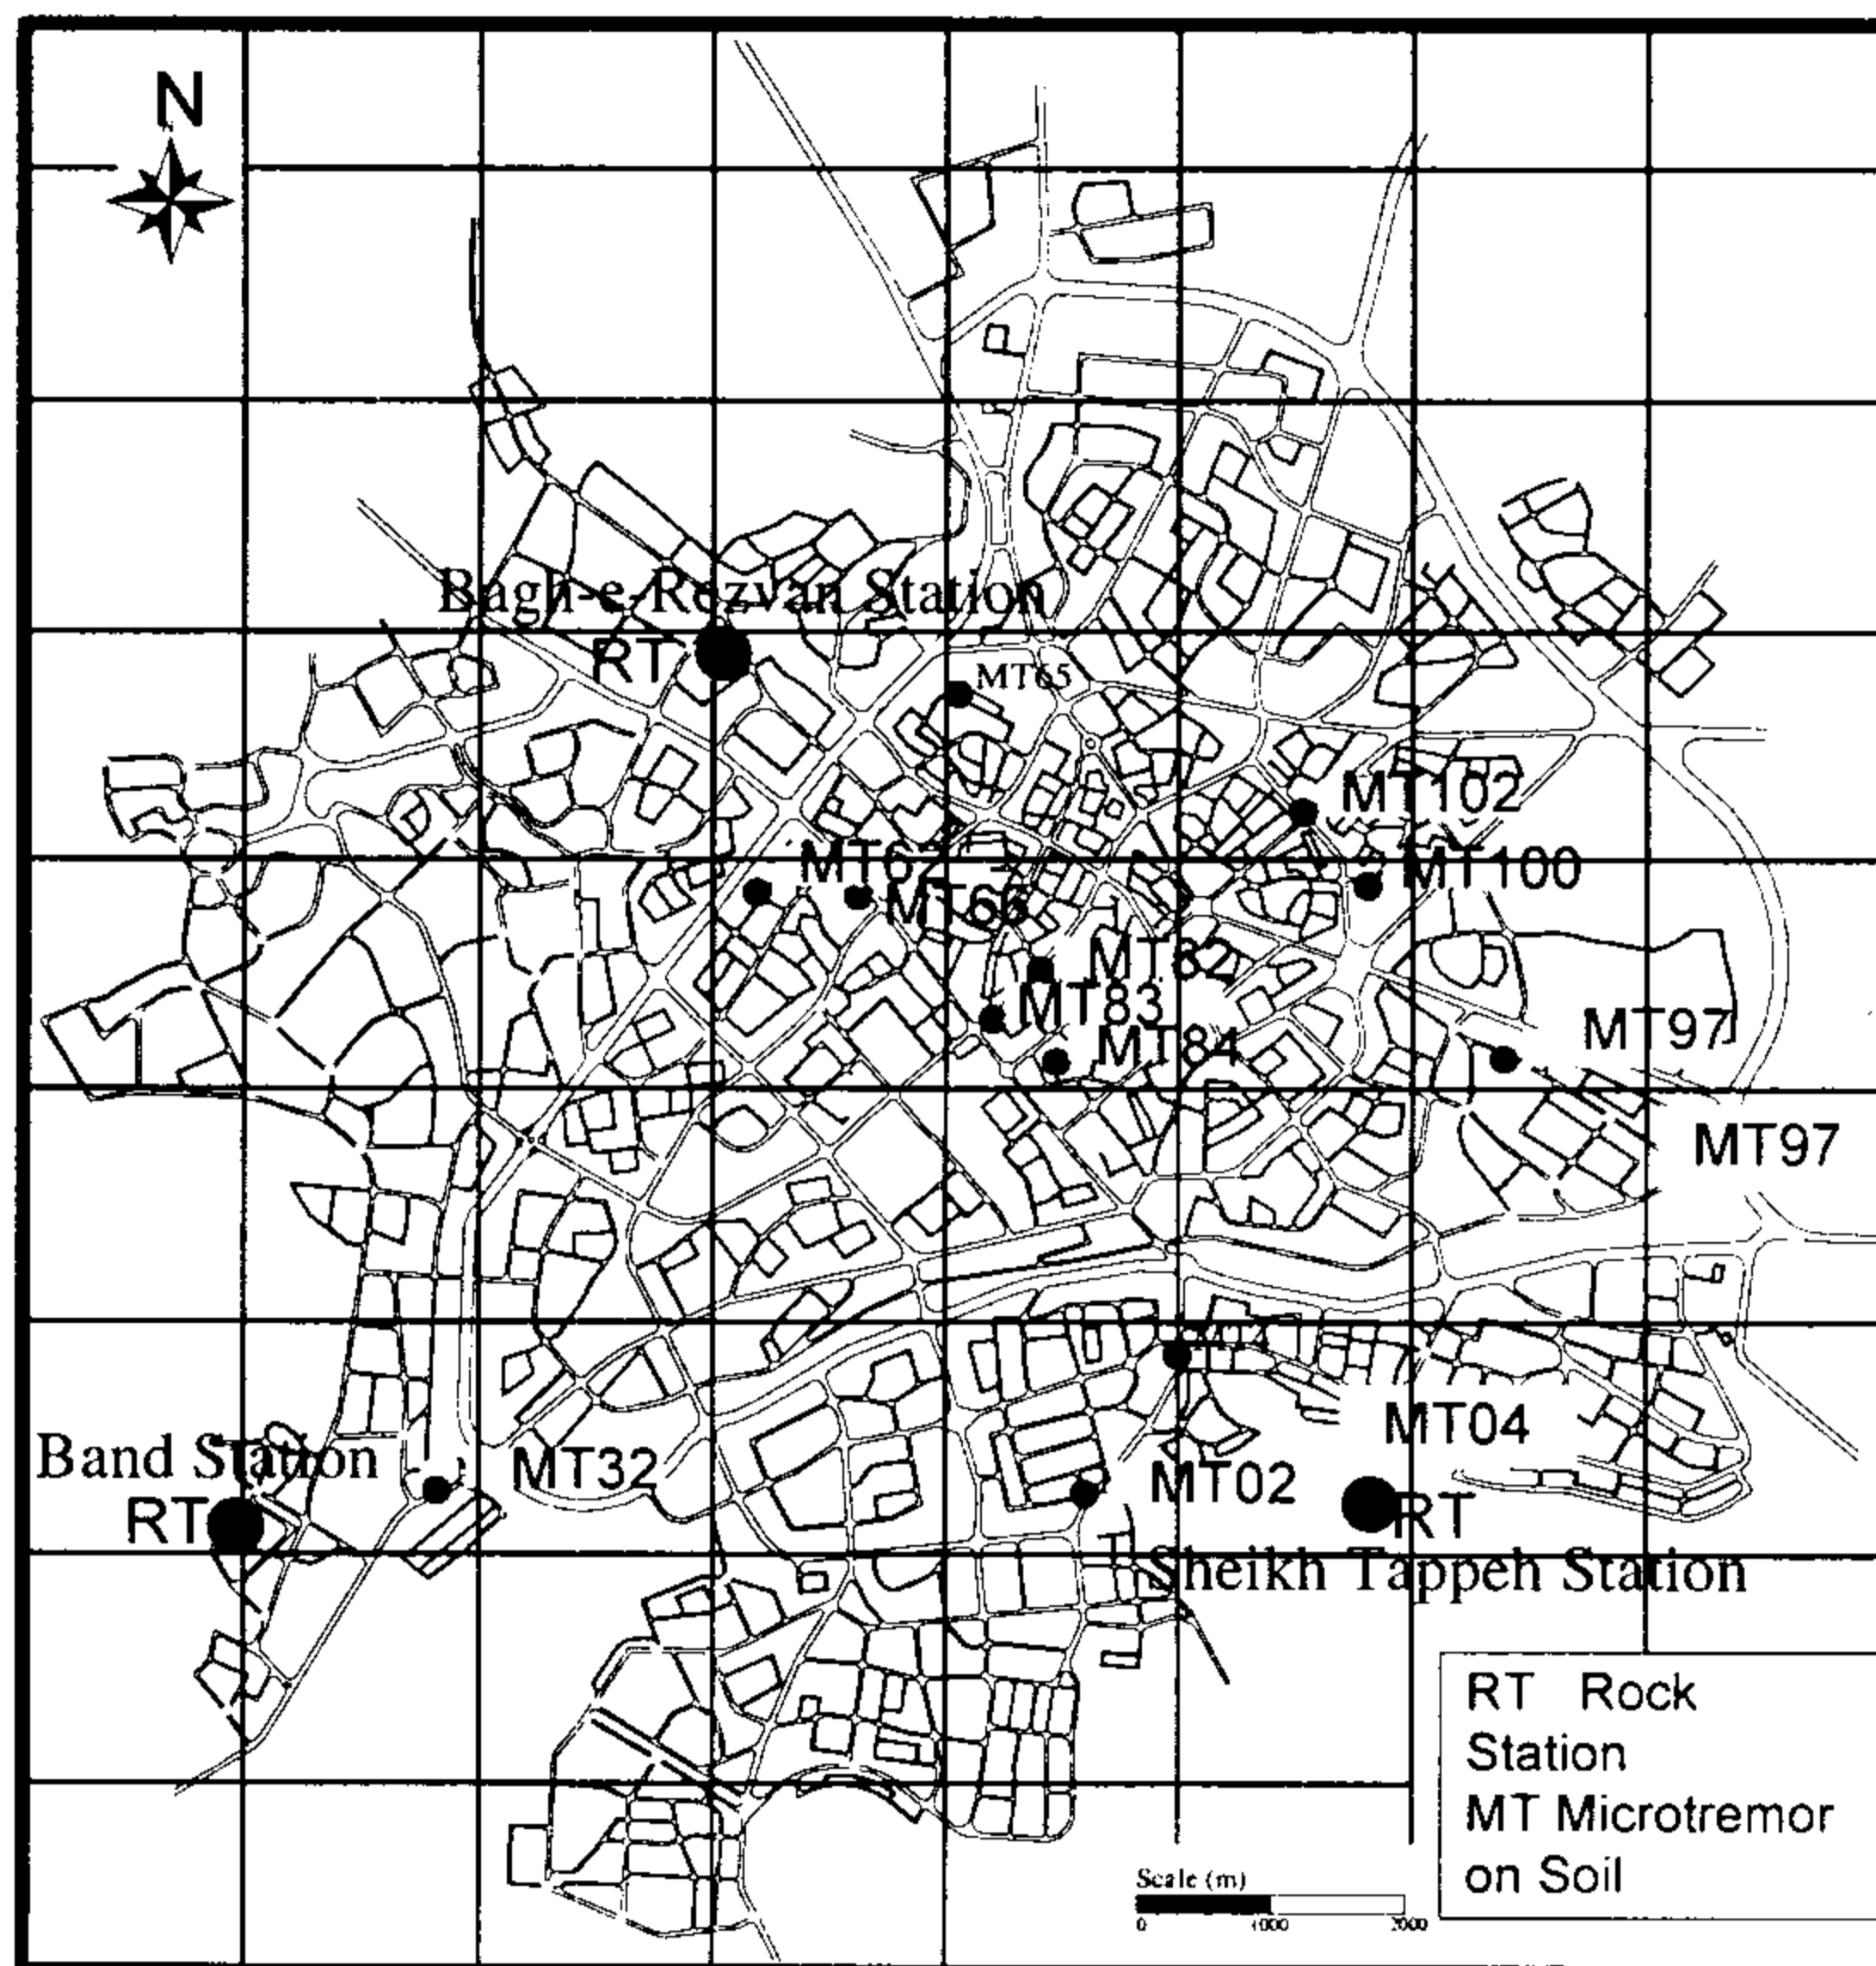 N
Bagh-e-Rezvan Station
RT
MT65
MT102
MT62
MT100
MT66
MT82
MT83
MT84
MT97
MT97
MT04
Band Station
MT32
MT02
RT
RT
Sheikh Tappeh Station
RT Rock
Station
MT Microtremor
on Soil
Scale (m)
0 1000 2000